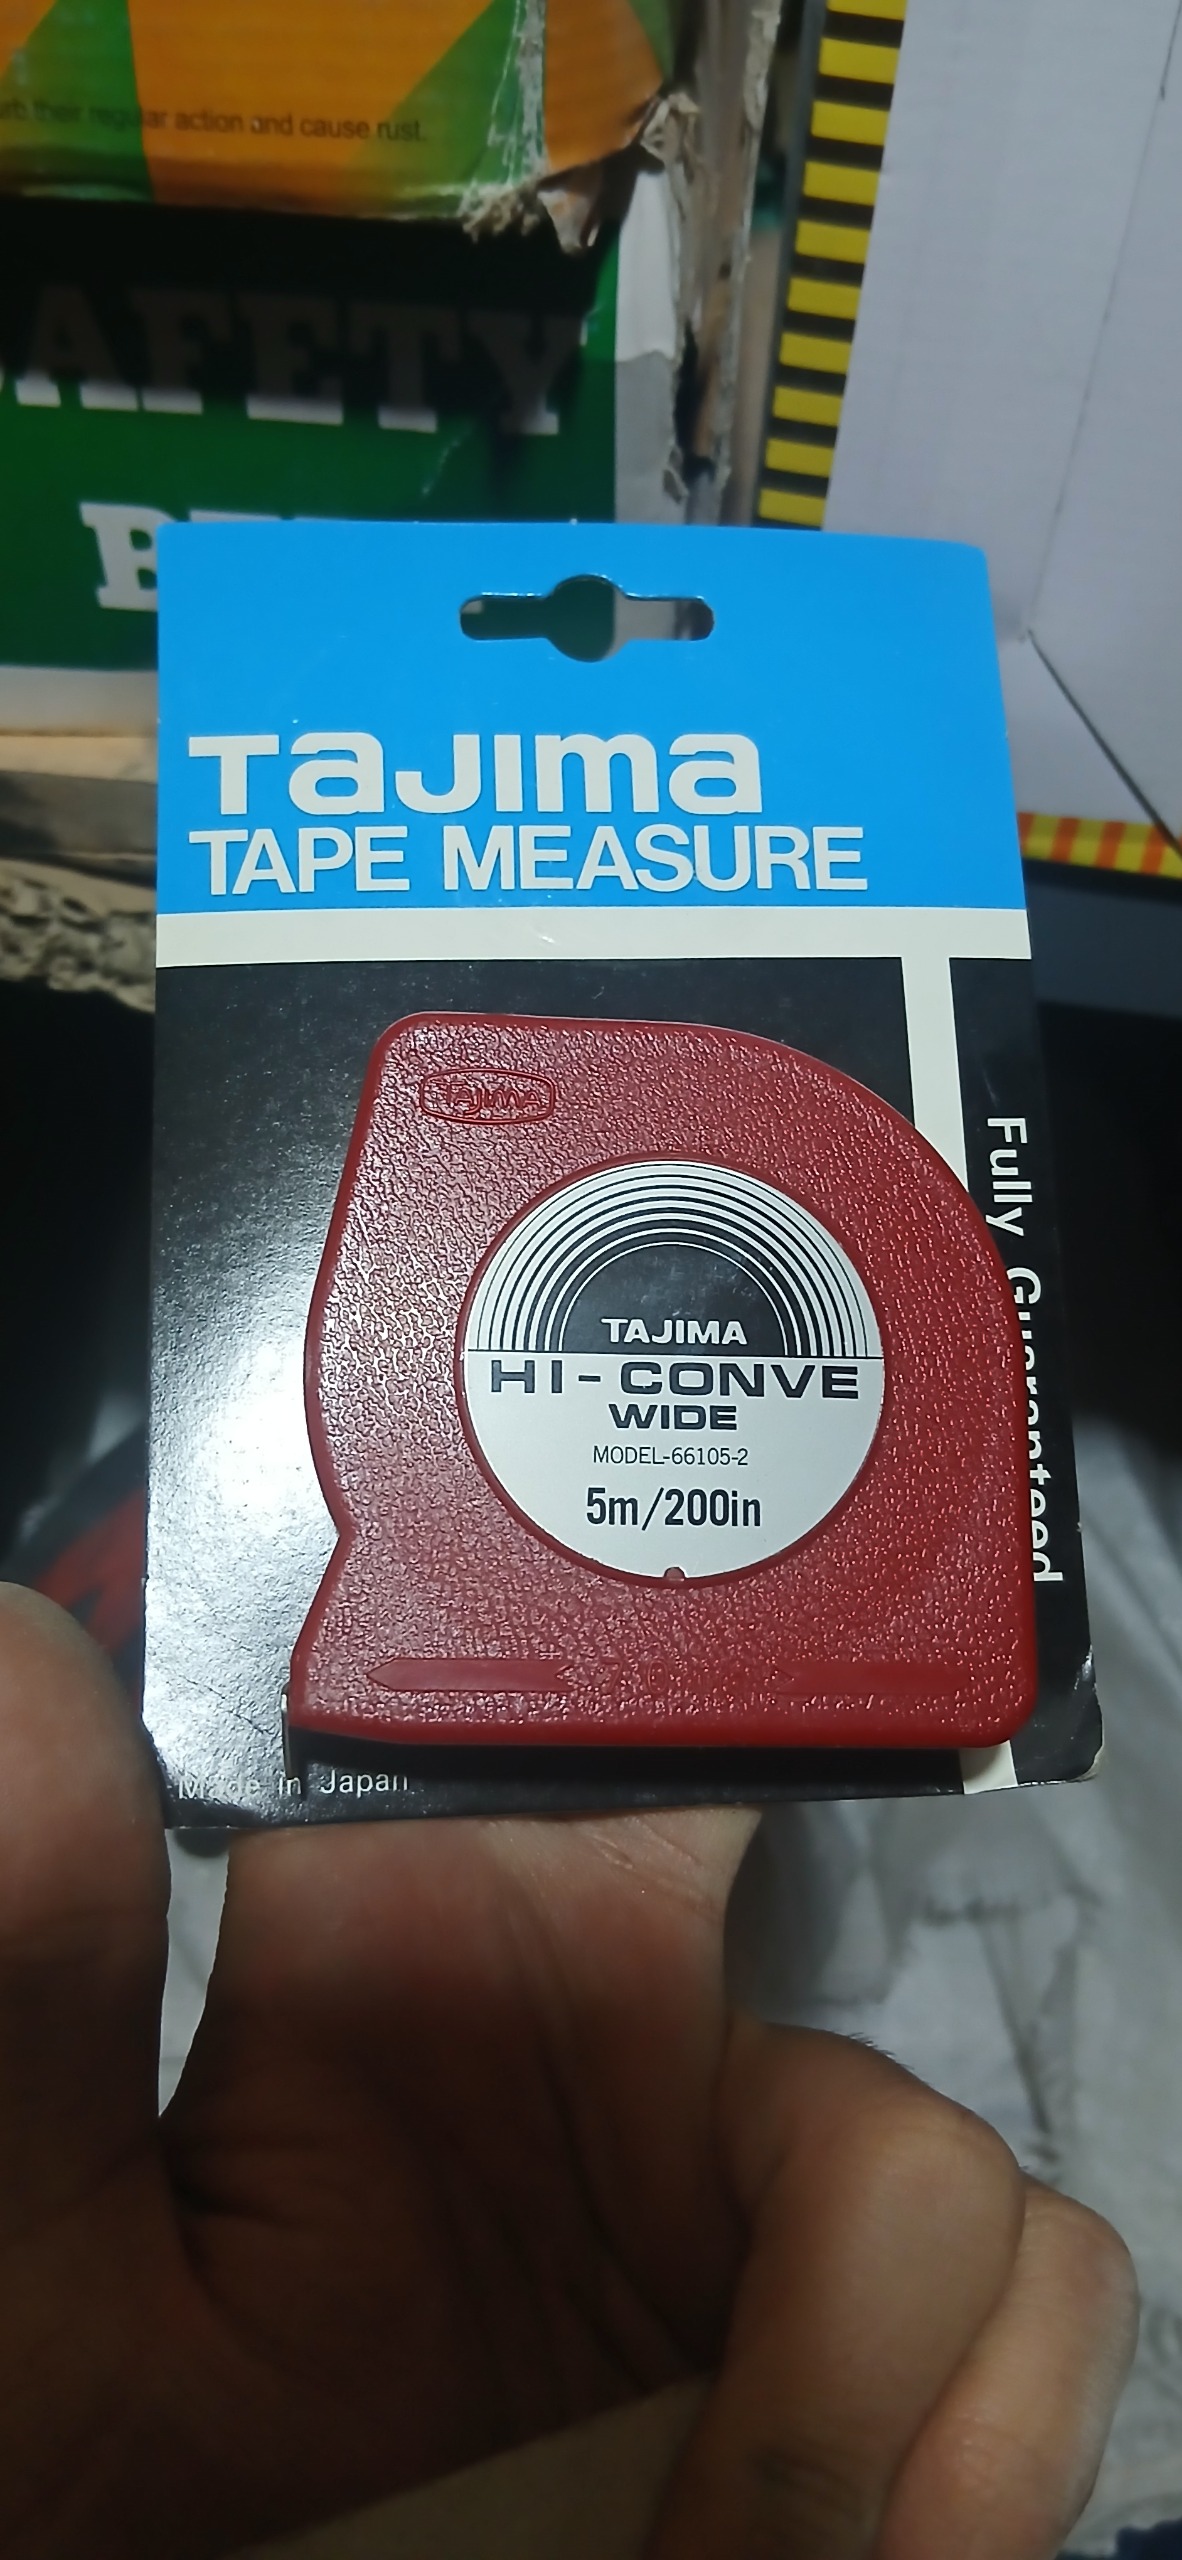 their regular action and cause rust.
SAFETY
Tajima
TAPE MEASURE
Fully Guaranteed
TAJIMA
TAJIMA
HI-CONVE
WIDE
MODEL-66105-2
5m/200in
Made in Japan